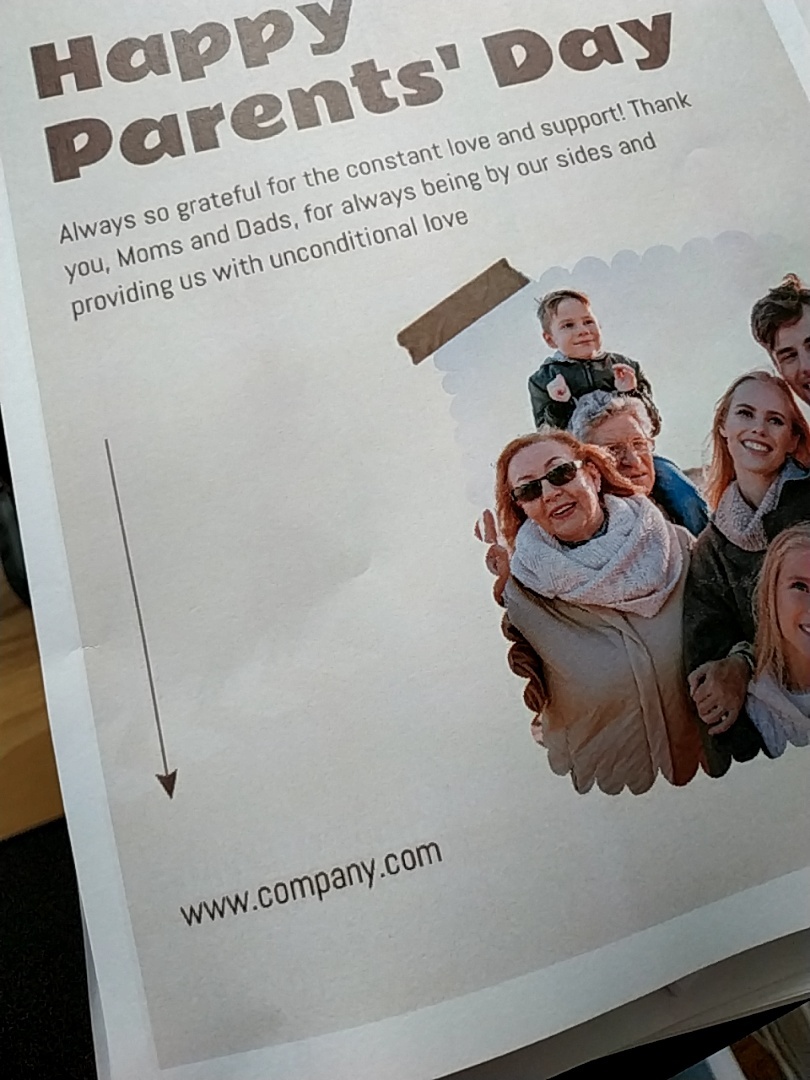 Happy
Parents' Day
Always so grateful for the constant love and support! Thank
you, Moms and Dads, for always being by our sides and
providing us with unconditional love
www.company.com